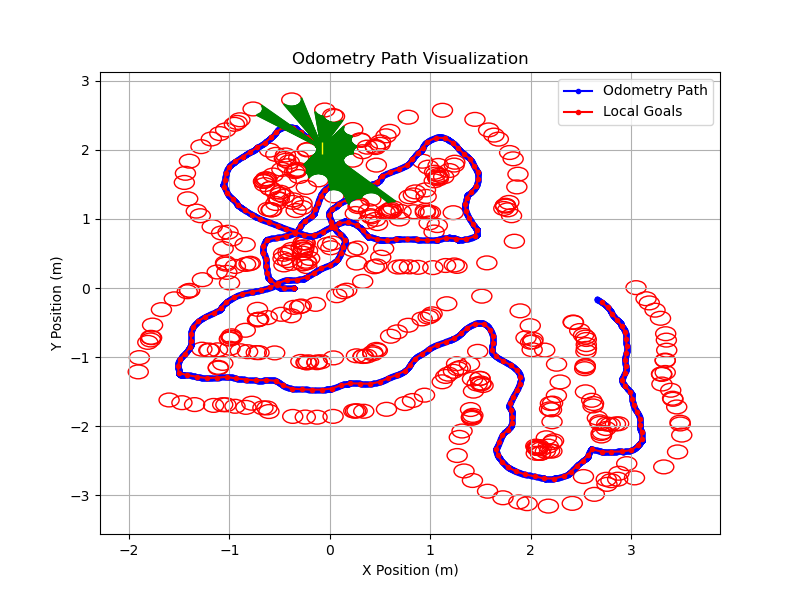 Odometry Path Visualization
Odometry Path
Local Goals
Y Position (m)
3
2
1
0
−1
−2
−3
−2
−1
0
1
2
3
X Position (m)